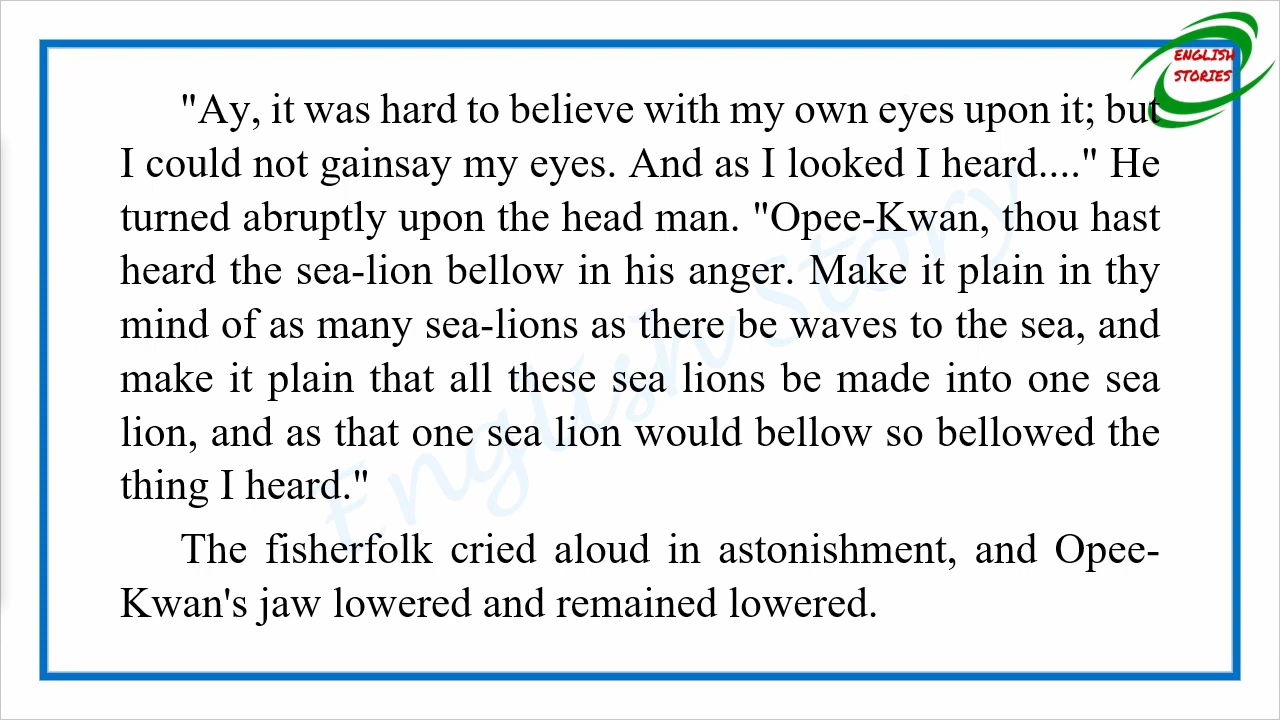 ENGLISH
STORIES
"Ay, it was hard to believe with my own eyes upon it; but
I could not gainsay my eyes. And as I looked I heard...." He
turned abruptly upon the head man. "Opee-Kwan, thou hast
heard the sea-lion bellow in his anger. Make it plain in thy
mind of as many sea-lions as there be waves to the sea, and
make it plain that all these sea lions be made into one sea
lion, and as that one sea lion would bellow so bellowed the
thing I heard."
The fisherfolk cried aloud in astonishment, and Opee-
Kwan's jaw lowered and remained lowered.
English Story